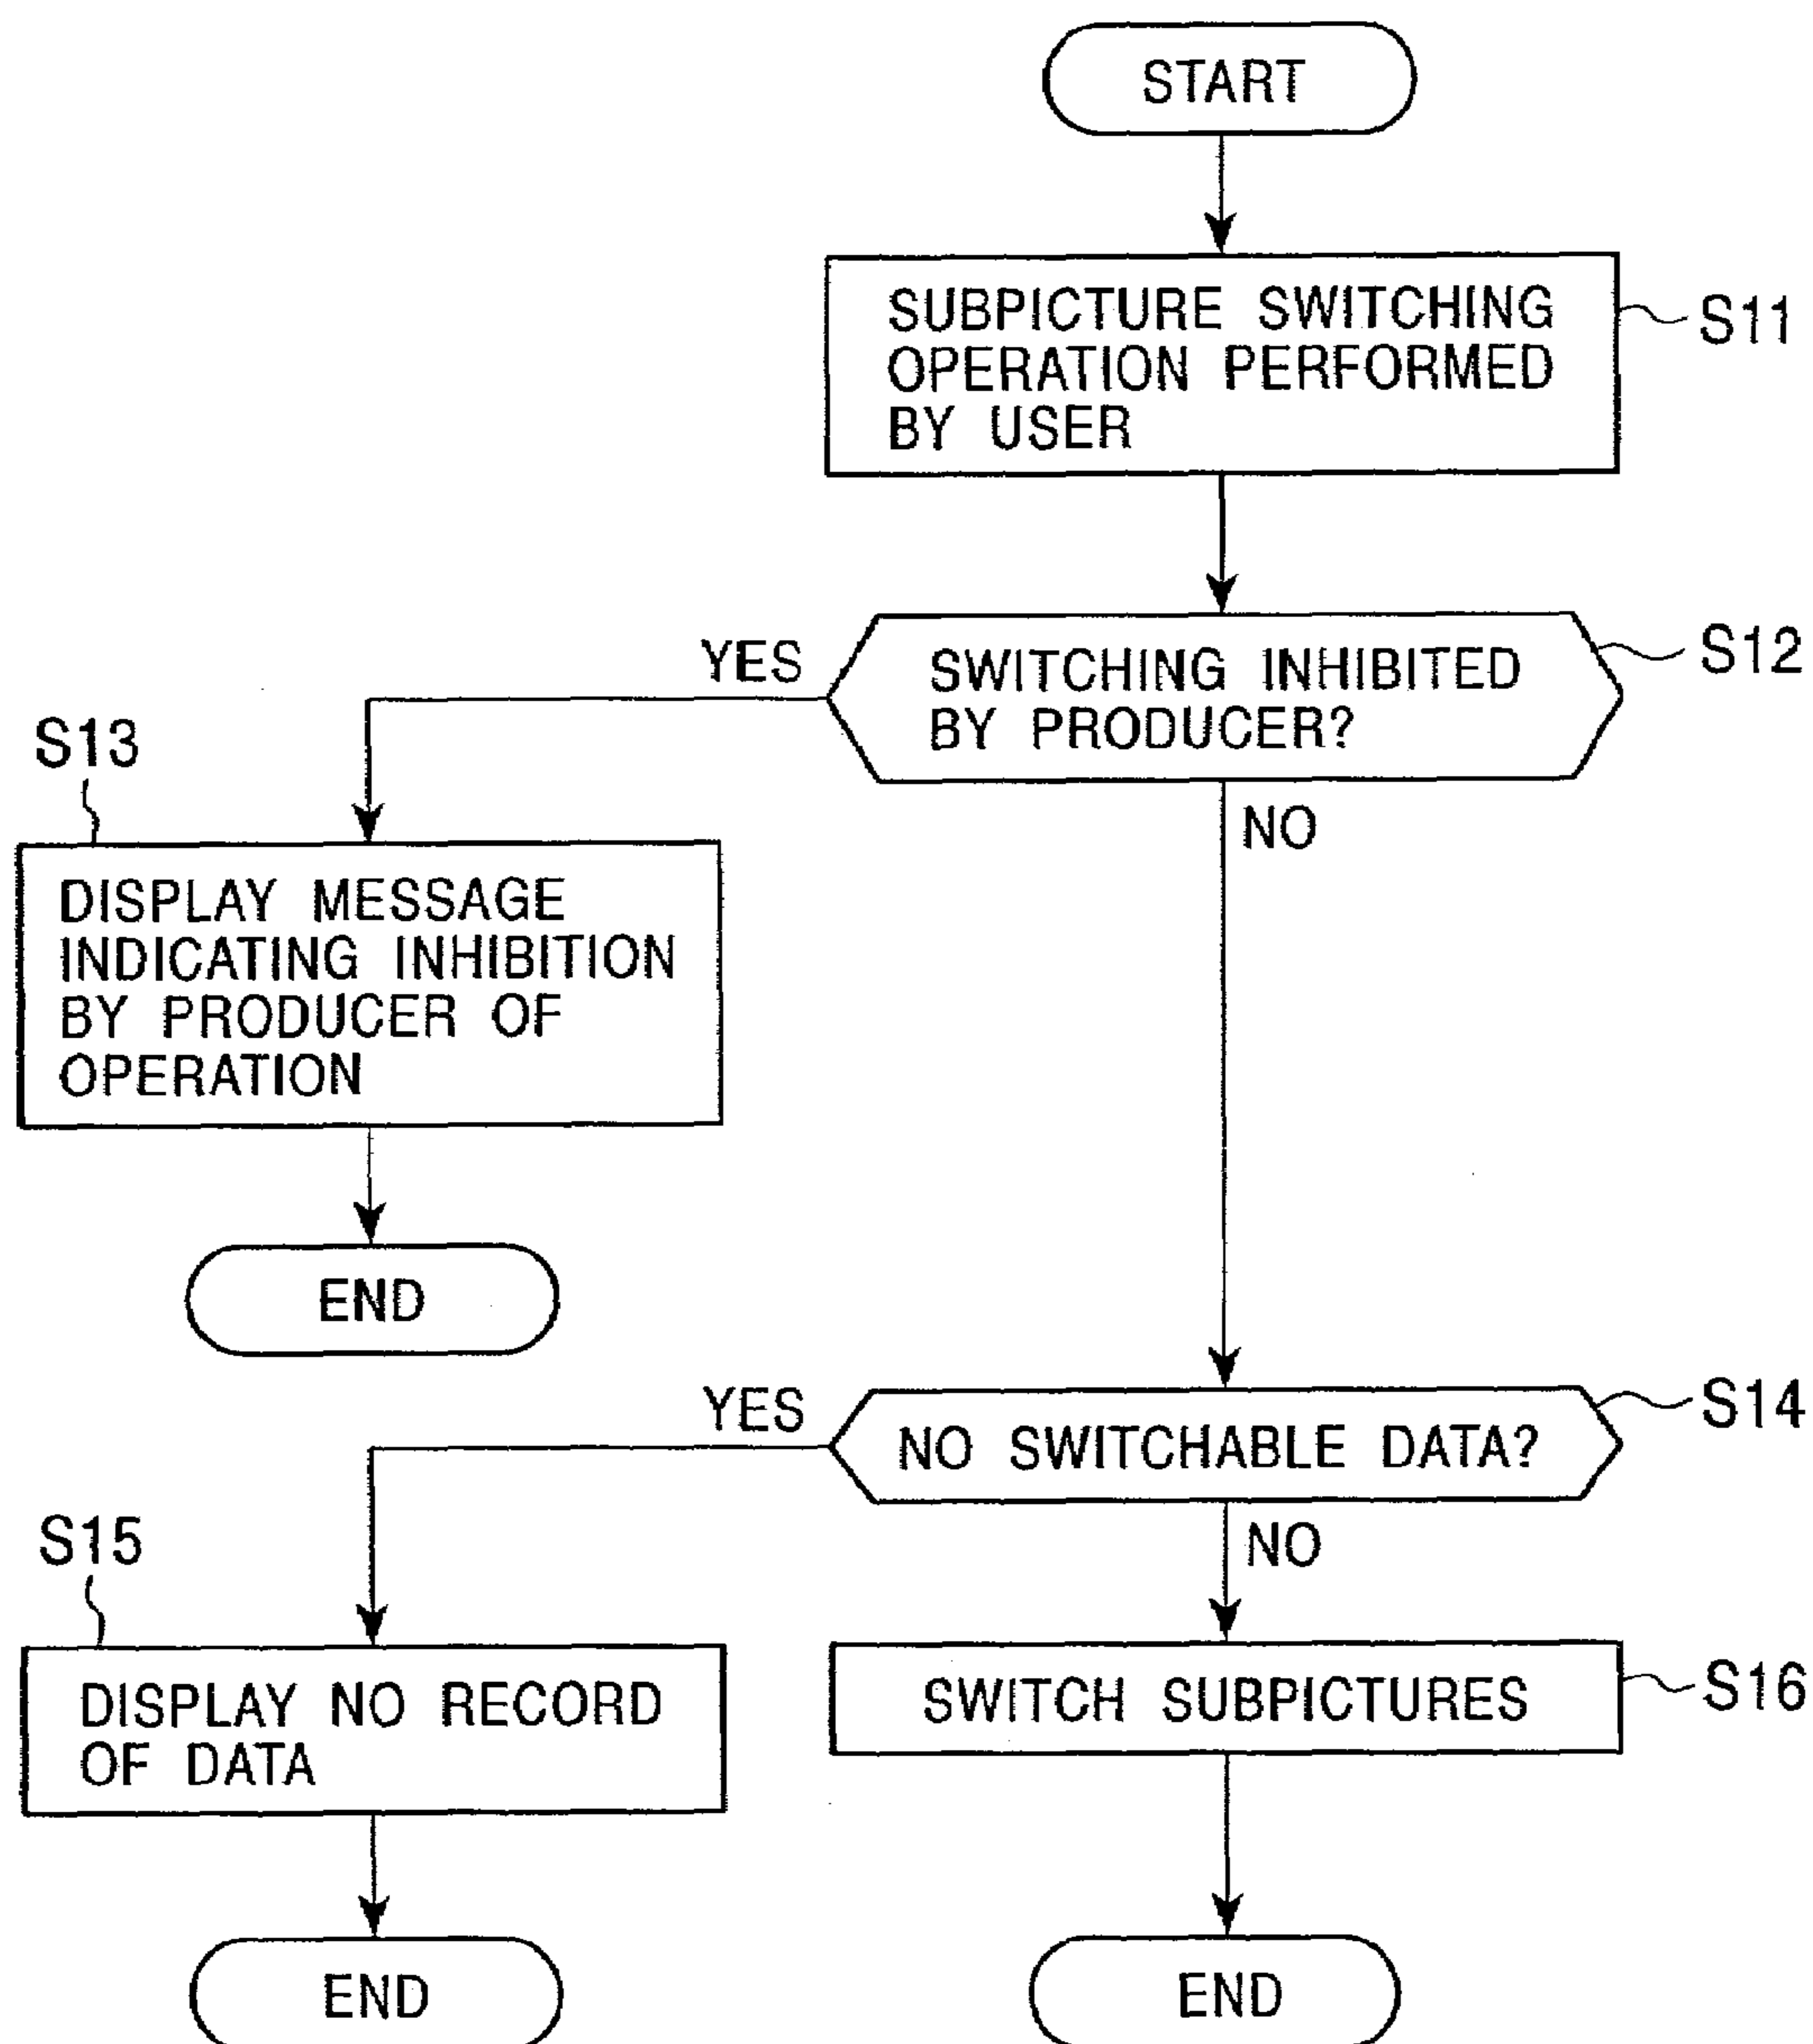 START
SUBPICTURE SWITCHING
OPERATION PERFORMED
BY USER
S11
SWITCHING INHIBITED
BY PRODUCER?
S12
YES
NO
S13
DISPLAY MESSAGE
INDICATING INHIBITION
BY PRODUCER OF
OPERATION
END
NO SWITCHABLE DATA?
S14
YES
NO
S15
DISPLAY NO RECORD
OF DATA
SWITCH SUBPICTURES
S16
END
END